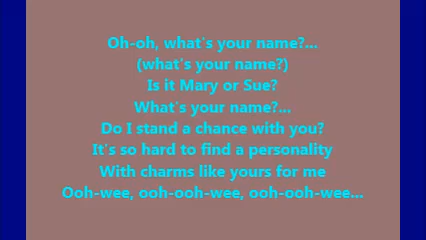 Oh-oh, what's your name?...
(what's your name?)
Is it Mary or Sue?
What's your name?...
Do I stand a chance with you?
It's so hard to find a personality
With charms like yours for me
Ooh-wee, ooh-ooh-wee, ooh-ooh-wee...